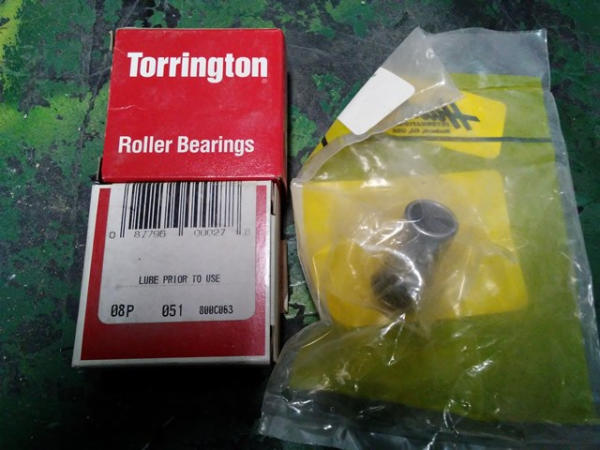 Torrington®
Roller Bearings
0 87796 00027 8
LUBE PRIOR TO USE
08P 051 800C063